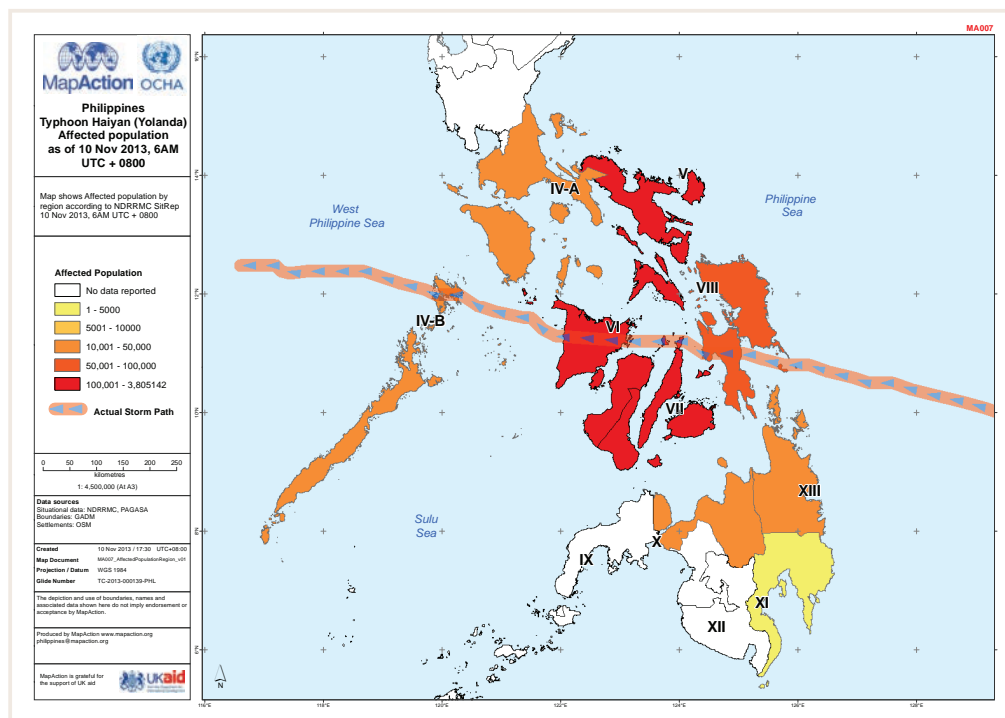 MA007
MapAction OCHA
Philippines
Typhoon Haiyan (Yolanda)
Affected population
as of 10 Nov 2013, 6AM
UTC + 0800
Map shows Affected population by
region according to NDRRMC SitRep
10 Nov 2013, 6AM UTC + 0800
Affected Population
No data reported
1 - 5000
5001 - 10000
10,001 - 50,000
50,001 - 100,000
100,001 - 3,805142
Actual Storm Path
0 50 100 150 200 250
kilometres
1: 4,500,000 (At A3)
Data sources
Situational data: NDRRMC, PAGASA
Boundaries: GADM
Settlements: OSM
Created 10 Nov 2013 / 17:30 UTC+08:00
Map Document MA007_AffectedPopulationRegion_v01
Projection / Datum WGS 1984
Glide Number TC-2013-000139-PHL
The depiction and use of boundaries, names and
associated data shown here do not imply endorsement or
acceptance by MapAction.
Produced by MapAction www.mapaction.org
philippines@mapaction.org
MapAction is grateful for
the support of UK aid
UKaid
West
Philippine Sea
Philippine
Sea
Sulu
Sea
IV-A
V
VIII
IV-B
VI
VII
XIII
X
IX
XI
XII
N